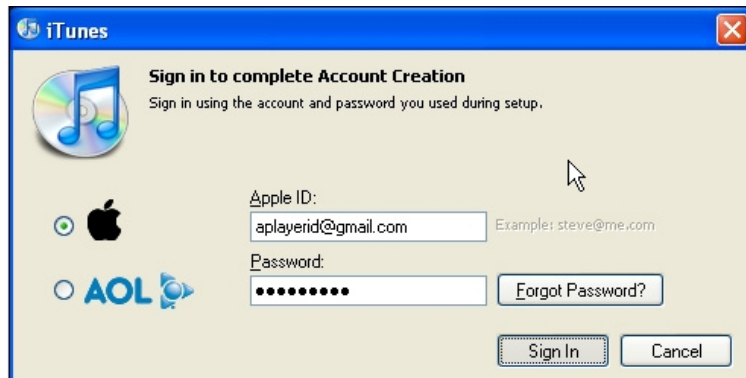 iTunes
Sign in to complete Account Creation
Sign in using the account and password you used during setup.
Apple ID:
aplayerid@gmail.com Example: steve@me.com
AOL
Password:
••••••••• Forgot Password?
Sign In Cancel